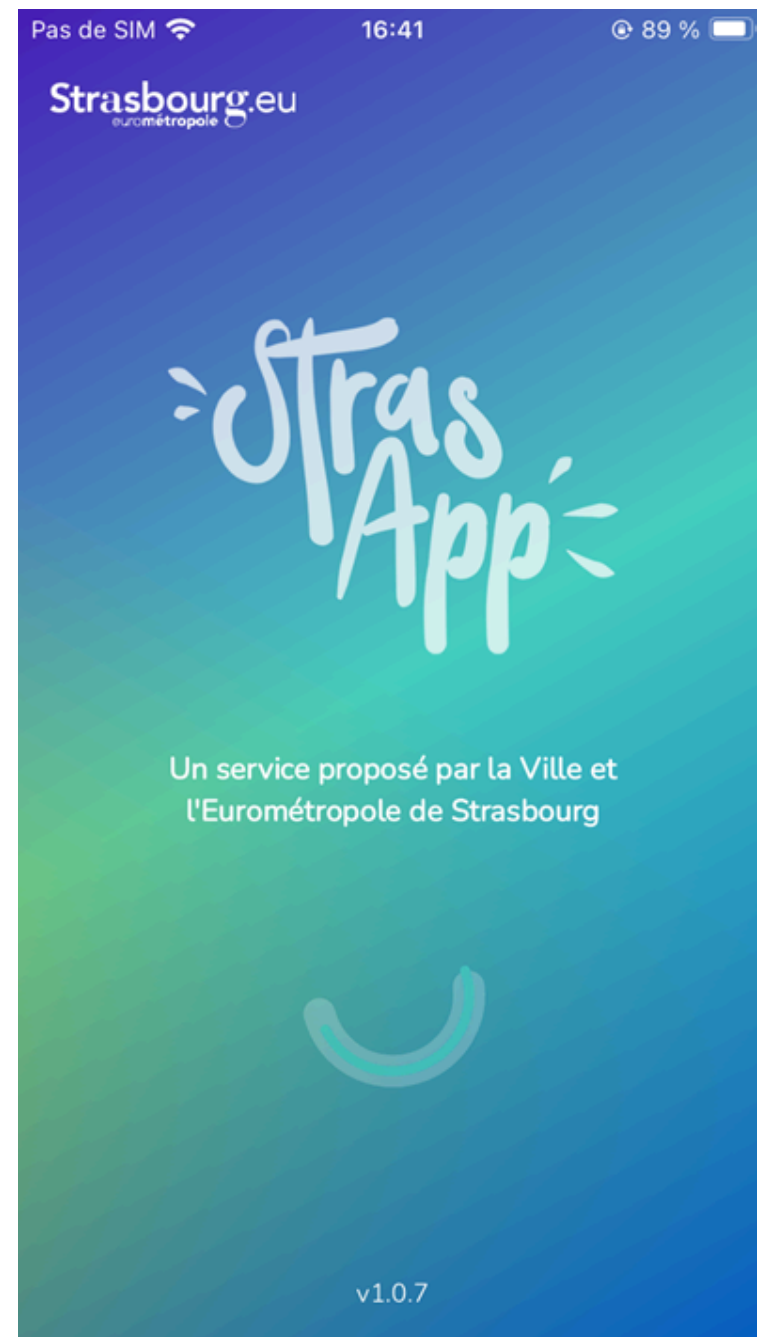 Pas de SIM 16:41 89 %
Strasbourg.eu
eurométropole
Stras
App
Un service proposé par la Ville et
l'Eurométropole de Strasbourg
v1.0.7